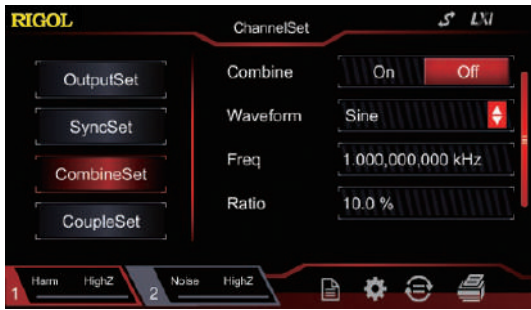 RIGOL
ChannelSet
LXI
OutputSet
SyncSet
CombineSet
CoupleSet
Combine On Off
Waveform Sine
Freq 1.000,000,000 kHz
Ratio 10.0 %
1 Harm HighZ
2 Noise HighZ